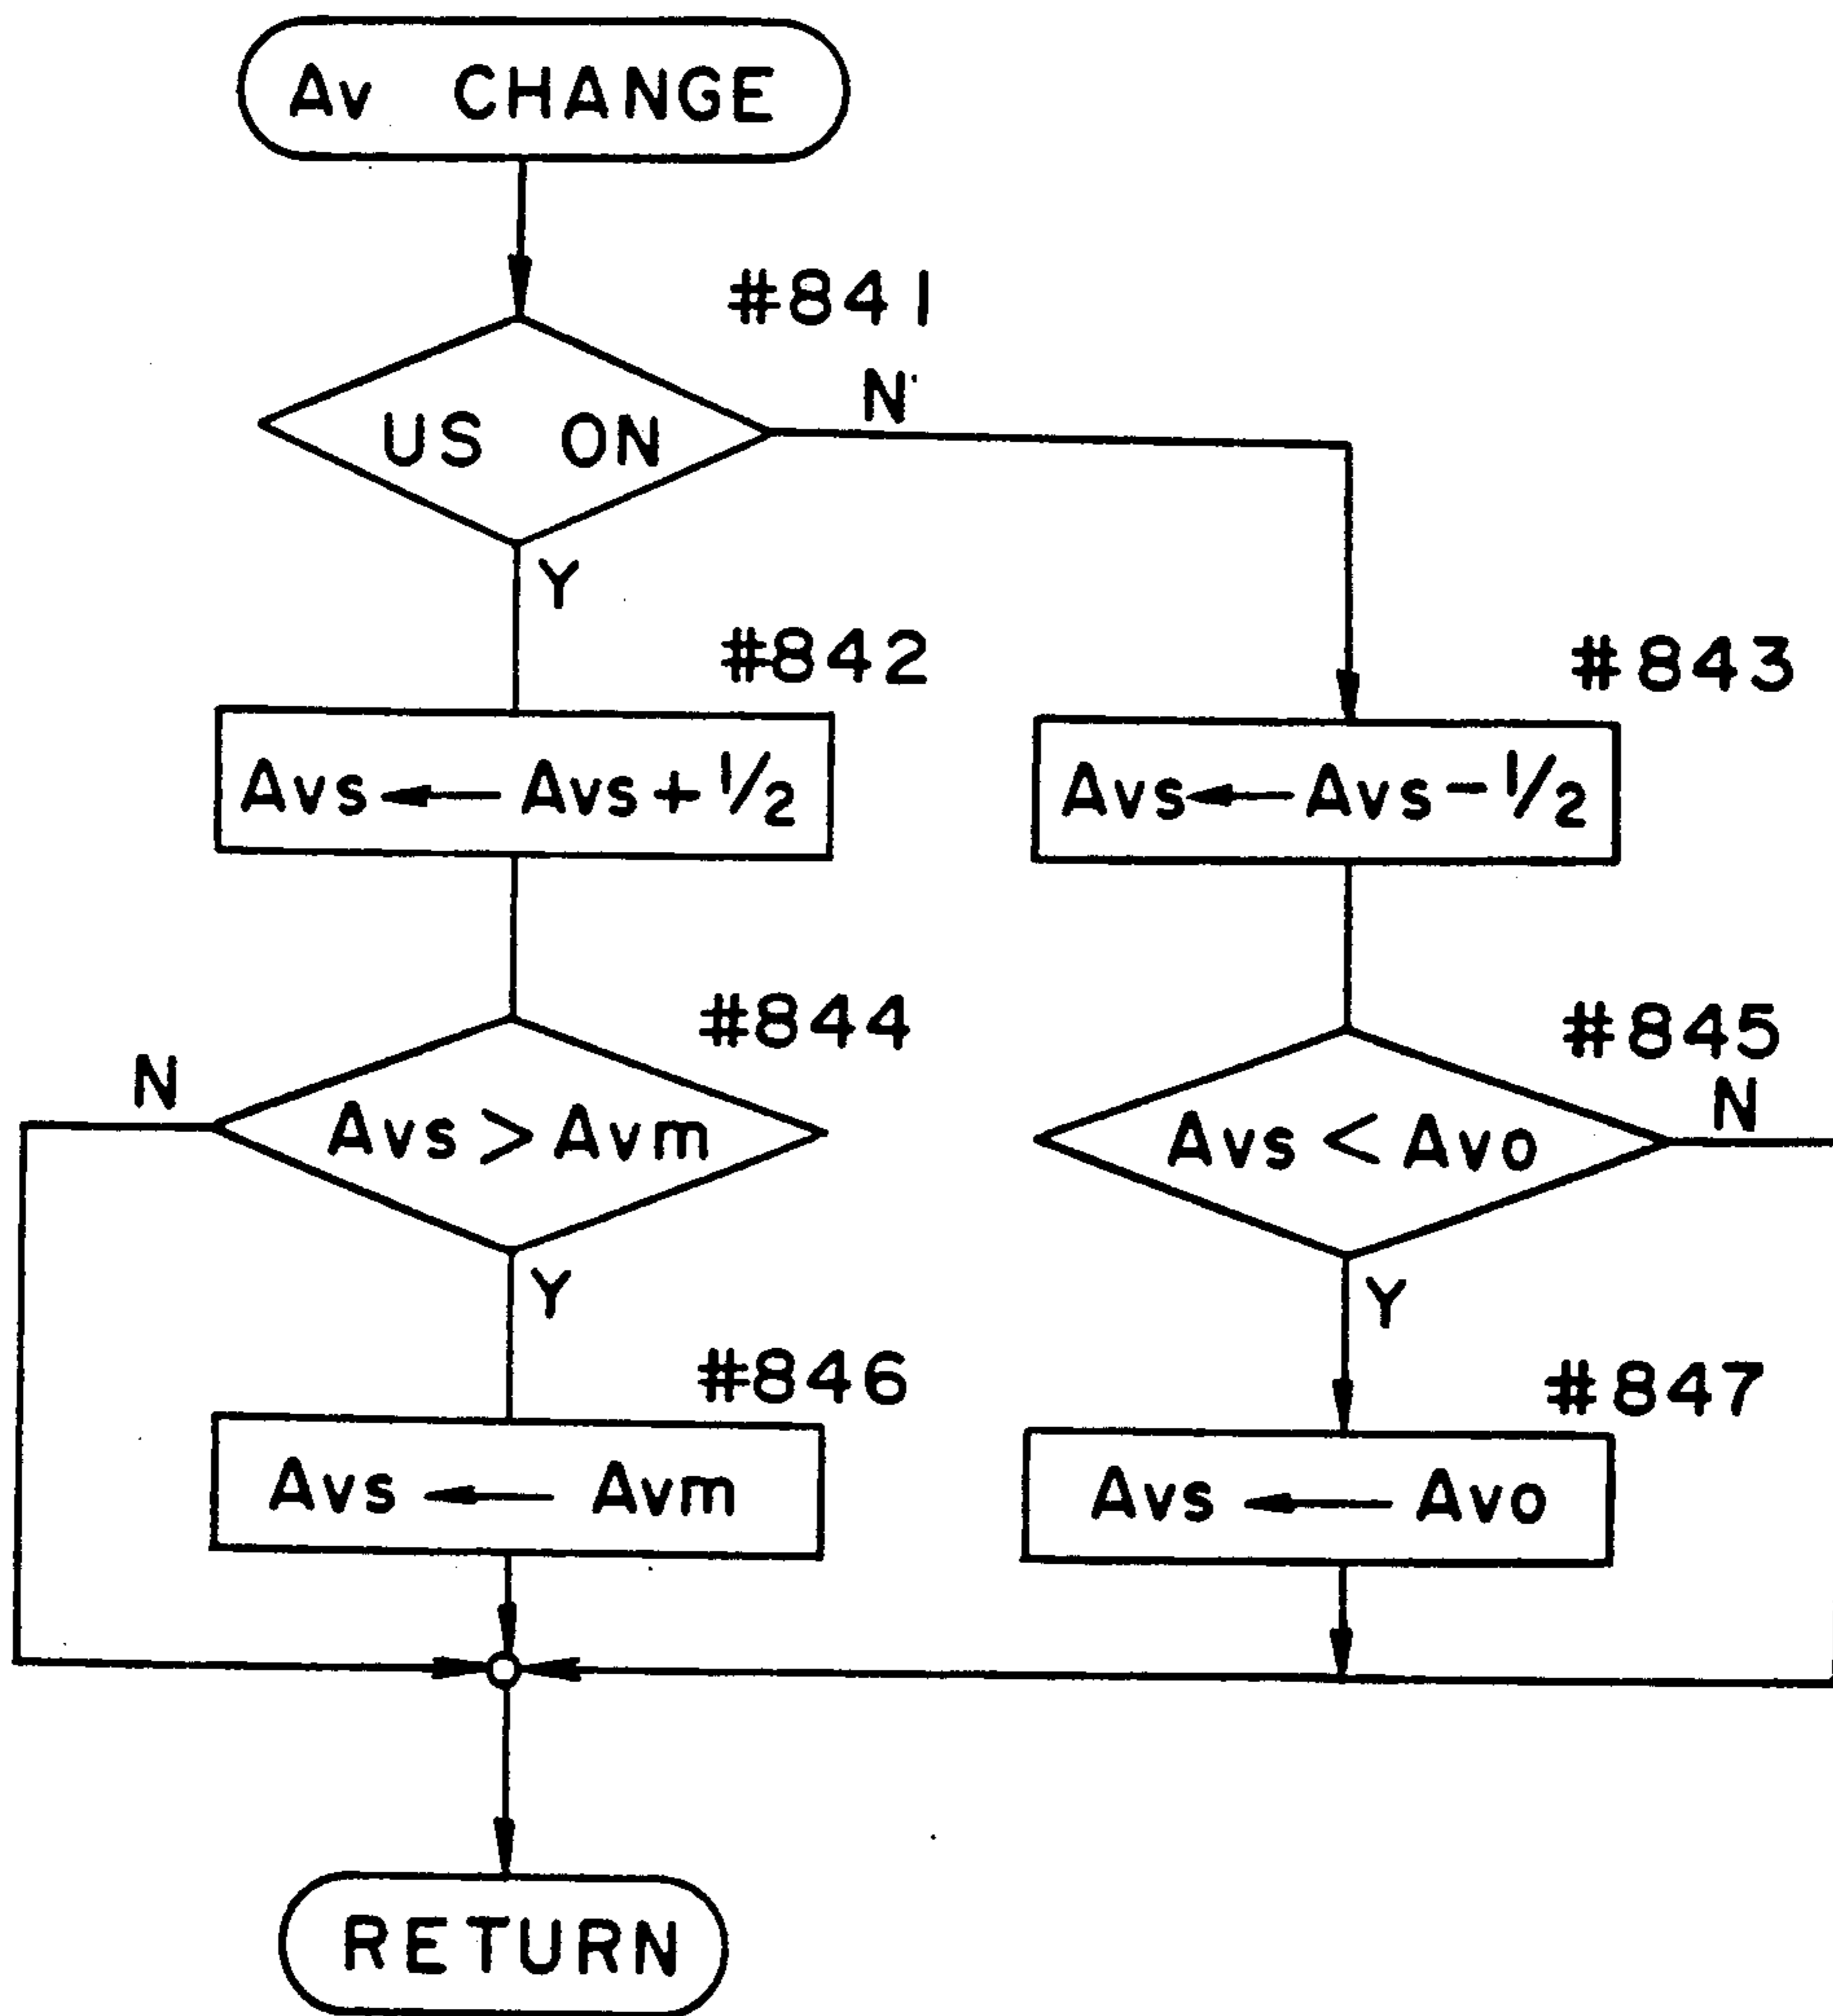 Av CHANGE
#841
US ON
N
Y
#842
Avs ← Avs + 1/2
#843
Avs ← Avs − 1/2
#844
Avs > Avm
N
Y
#845
Avs < Avo
N
Y
#846
Avs ← Avm
#847
Avs ← Avo
RETURN